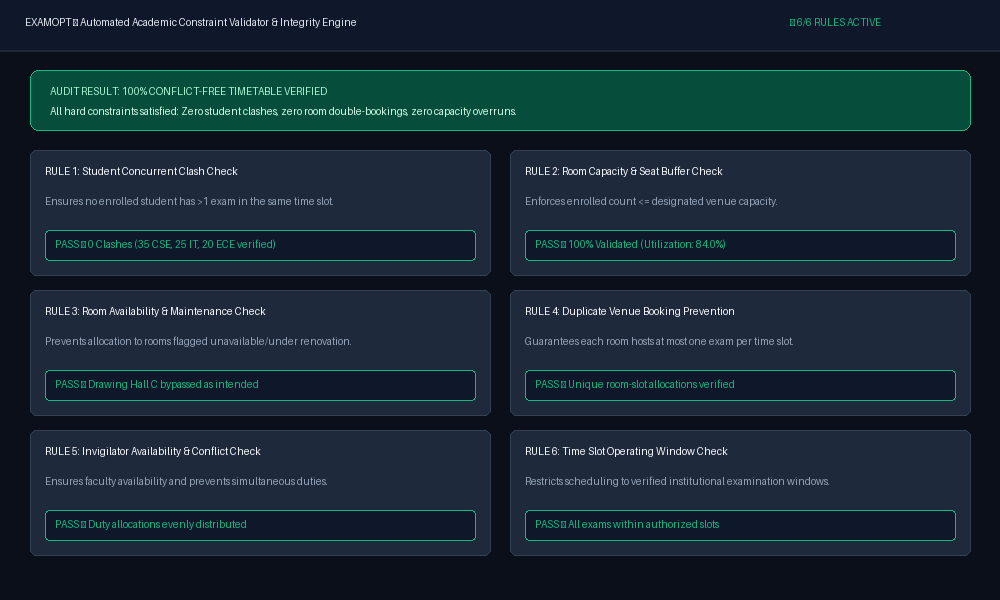 EXAMOPT▯ Automated Academic Constraint Validator & Integrity Engine
▯ 6/6 RULES ACTIVE
AUDIT RESULT: 100% CONFLICT-FREE TIMETABLE VERIFIED
All hard constraints satisfied: Zero student clashes, zero room double-bookings, zero capacity overruns.
RULE 1: Student Concurrent Clash Check
Ensures no enrolled student has >1 exam in the same time slot.
PASS ▯ 0 Clashes (35 CSE, 25 IT, 20 ECE verified)
RULE 2: Room Capacity & Seat Buffer Check
Enforces enrolled count <= designated venue capacity.
PASS ▯ 100% Validated (Utilization: 84.0%)
RULE 3: Room Availability & Maintenance Check
Prevents allocation to rooms flagged unavailable/under renovation.
PASS ▯ Drawing Hall C bypassed as intended
RULE 4: Duplicate Venue Booking Prevention
Guarantees each room hosts at most one exam per time slot.
PASS ▯ Unique room-slot allocations verified
RULE 5: Invigilator Availability & Conflict Check
Ensures faculty availability and prevents simultaneous duties.
PASS ▯ Duty allocations evenly distributed
RULE 6: Time Slot Operating Window Check
Restricts scheduling to verified institutional examination windows.
PASS ▯ All exams within authorized slots